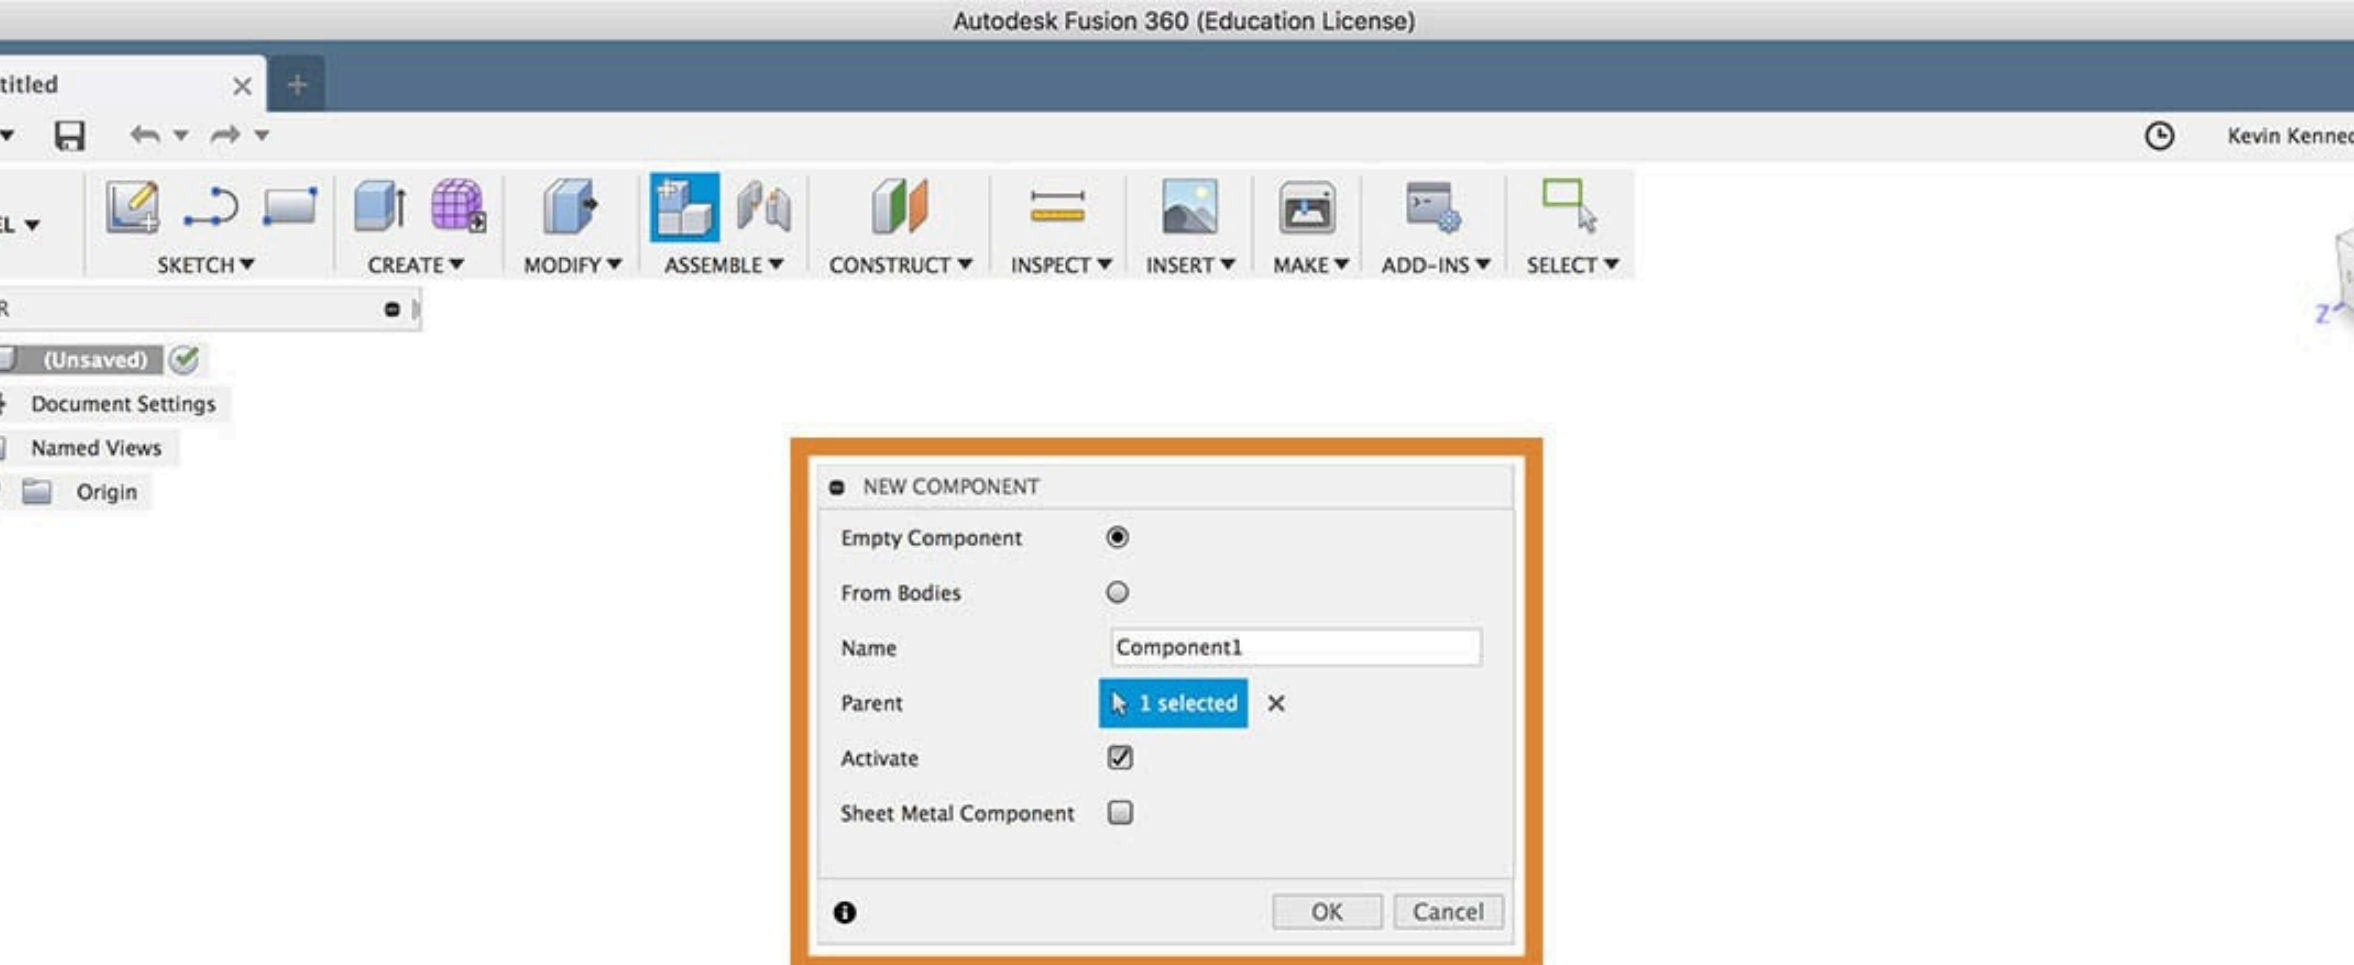 Autodesk Fusion 360 (Education License)
titled
Kevin Kenned
EL
SKETCH CREATE MODIFY ASSEMBLE CONSTRUCT INSPECT INSERT MAKE ADD-INS SELECT
R
(Unsaved)
Document Settings
Named Views
Origin
Z
NEW COMPONENT
Empty Component
From Bodies
Name Component1
Parent 1 selected
Activate
Sheet Metal Component
OK Cancel